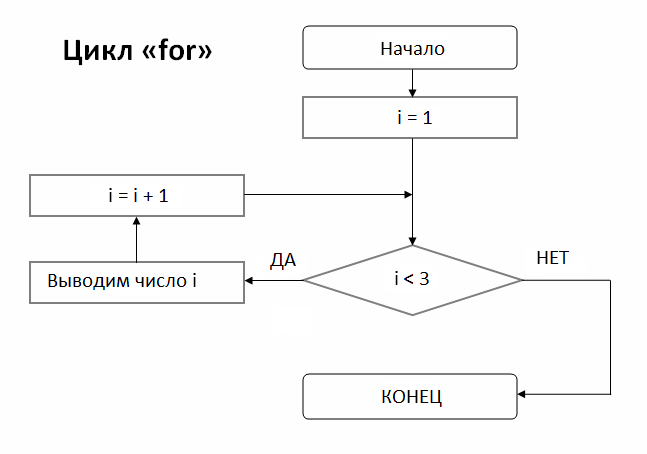 Цикл «for»
Начало
i = 1
i = i + 1
ДА
НЕТ
Выводим число i
i < 3
КОНЕЦ